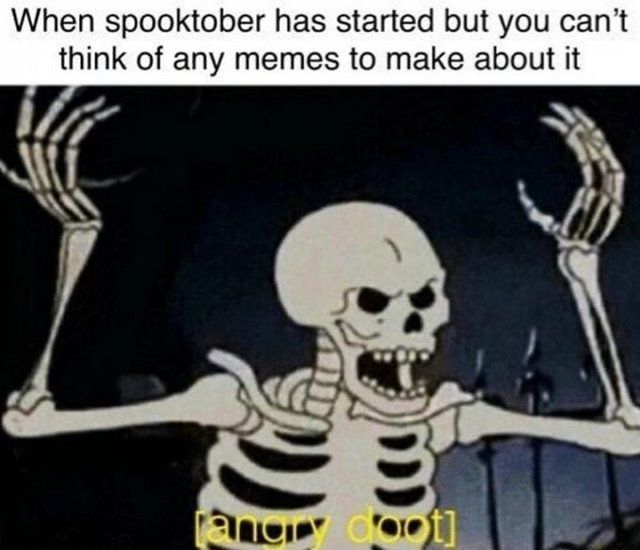 When spooktober has started but you can't
think of any memes to make about it
[angry doot]